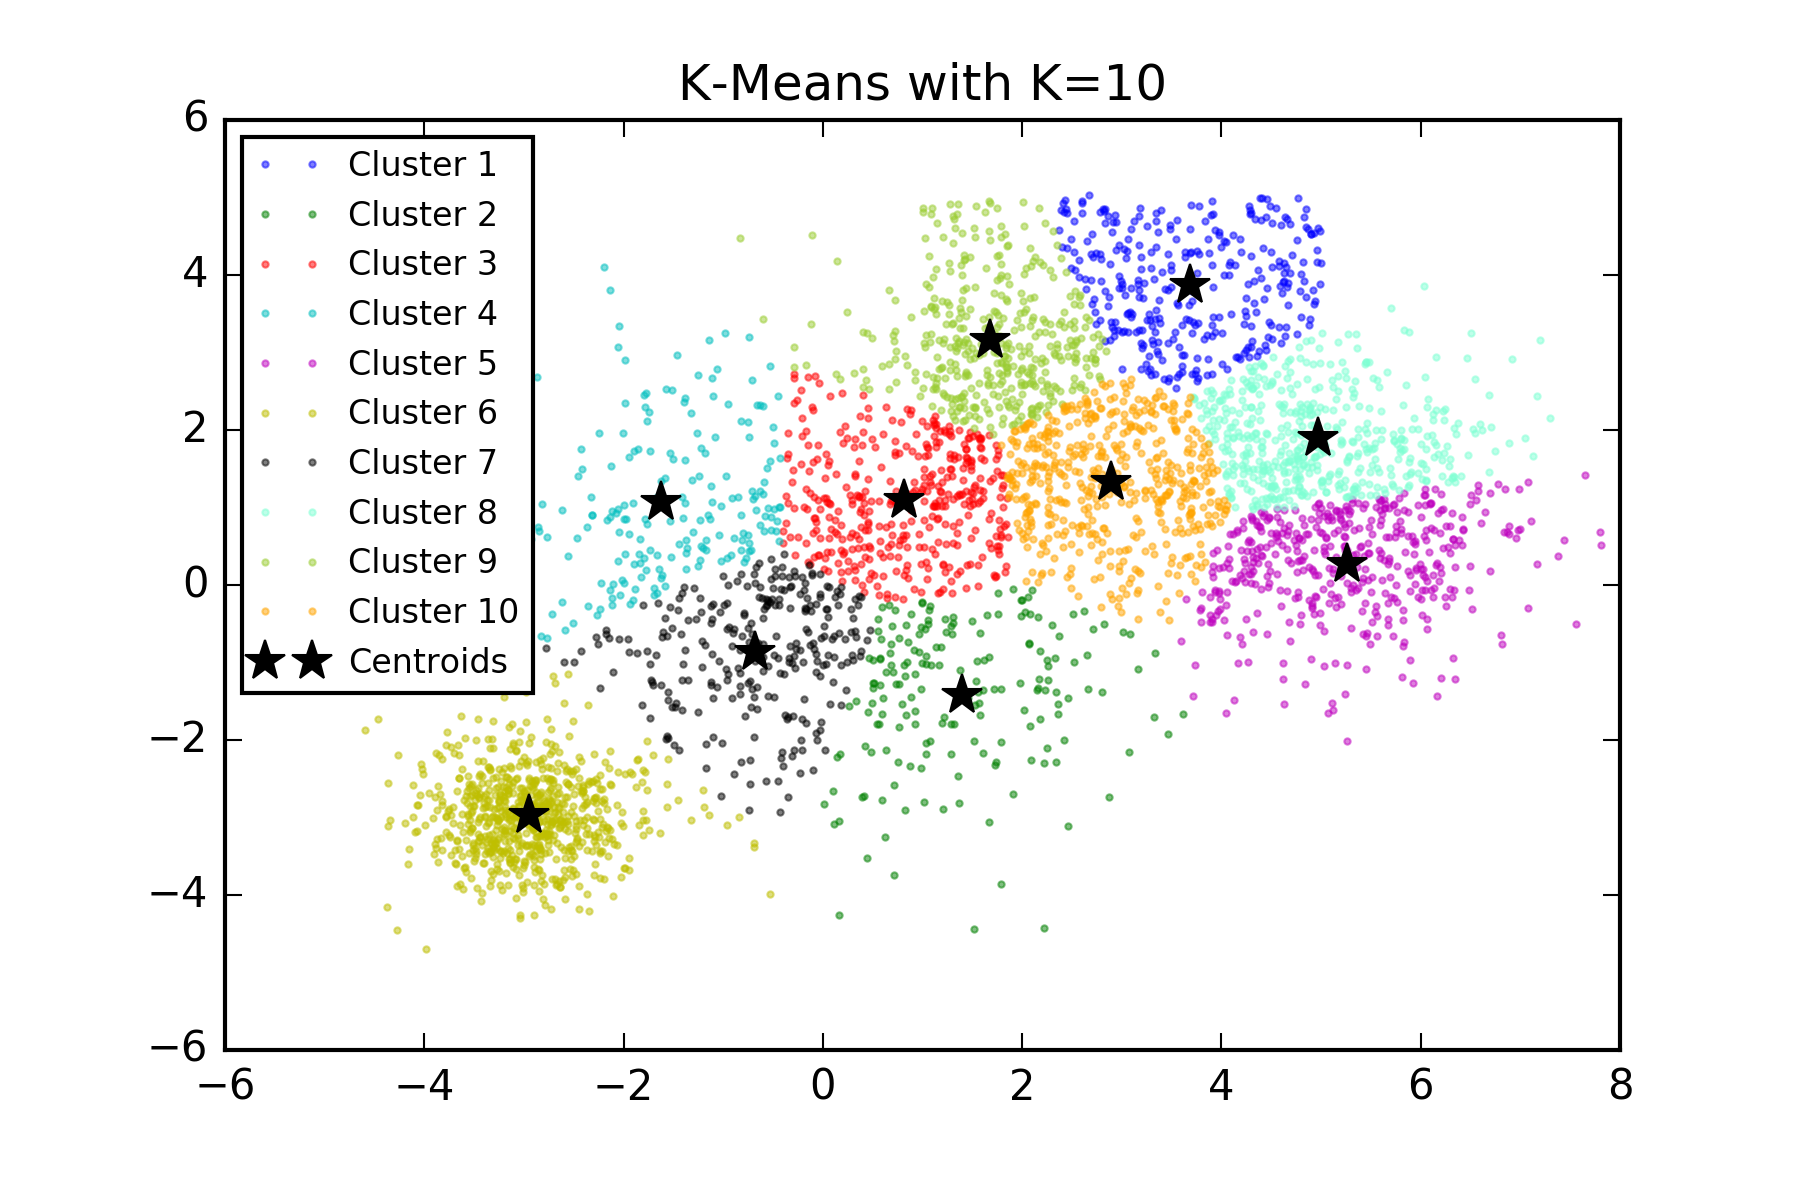 K-Means with K=10
6
4
2
0
−2
−4
−6
Cluster 1
Cluster 2
Cluster 3
Cluster 4
Cluster 5
Cluster 6
Cluster 7
Cluster 8
Cluster 9
Cluster 10
Centroids
−6 −4 −2 0 2 4 6 8